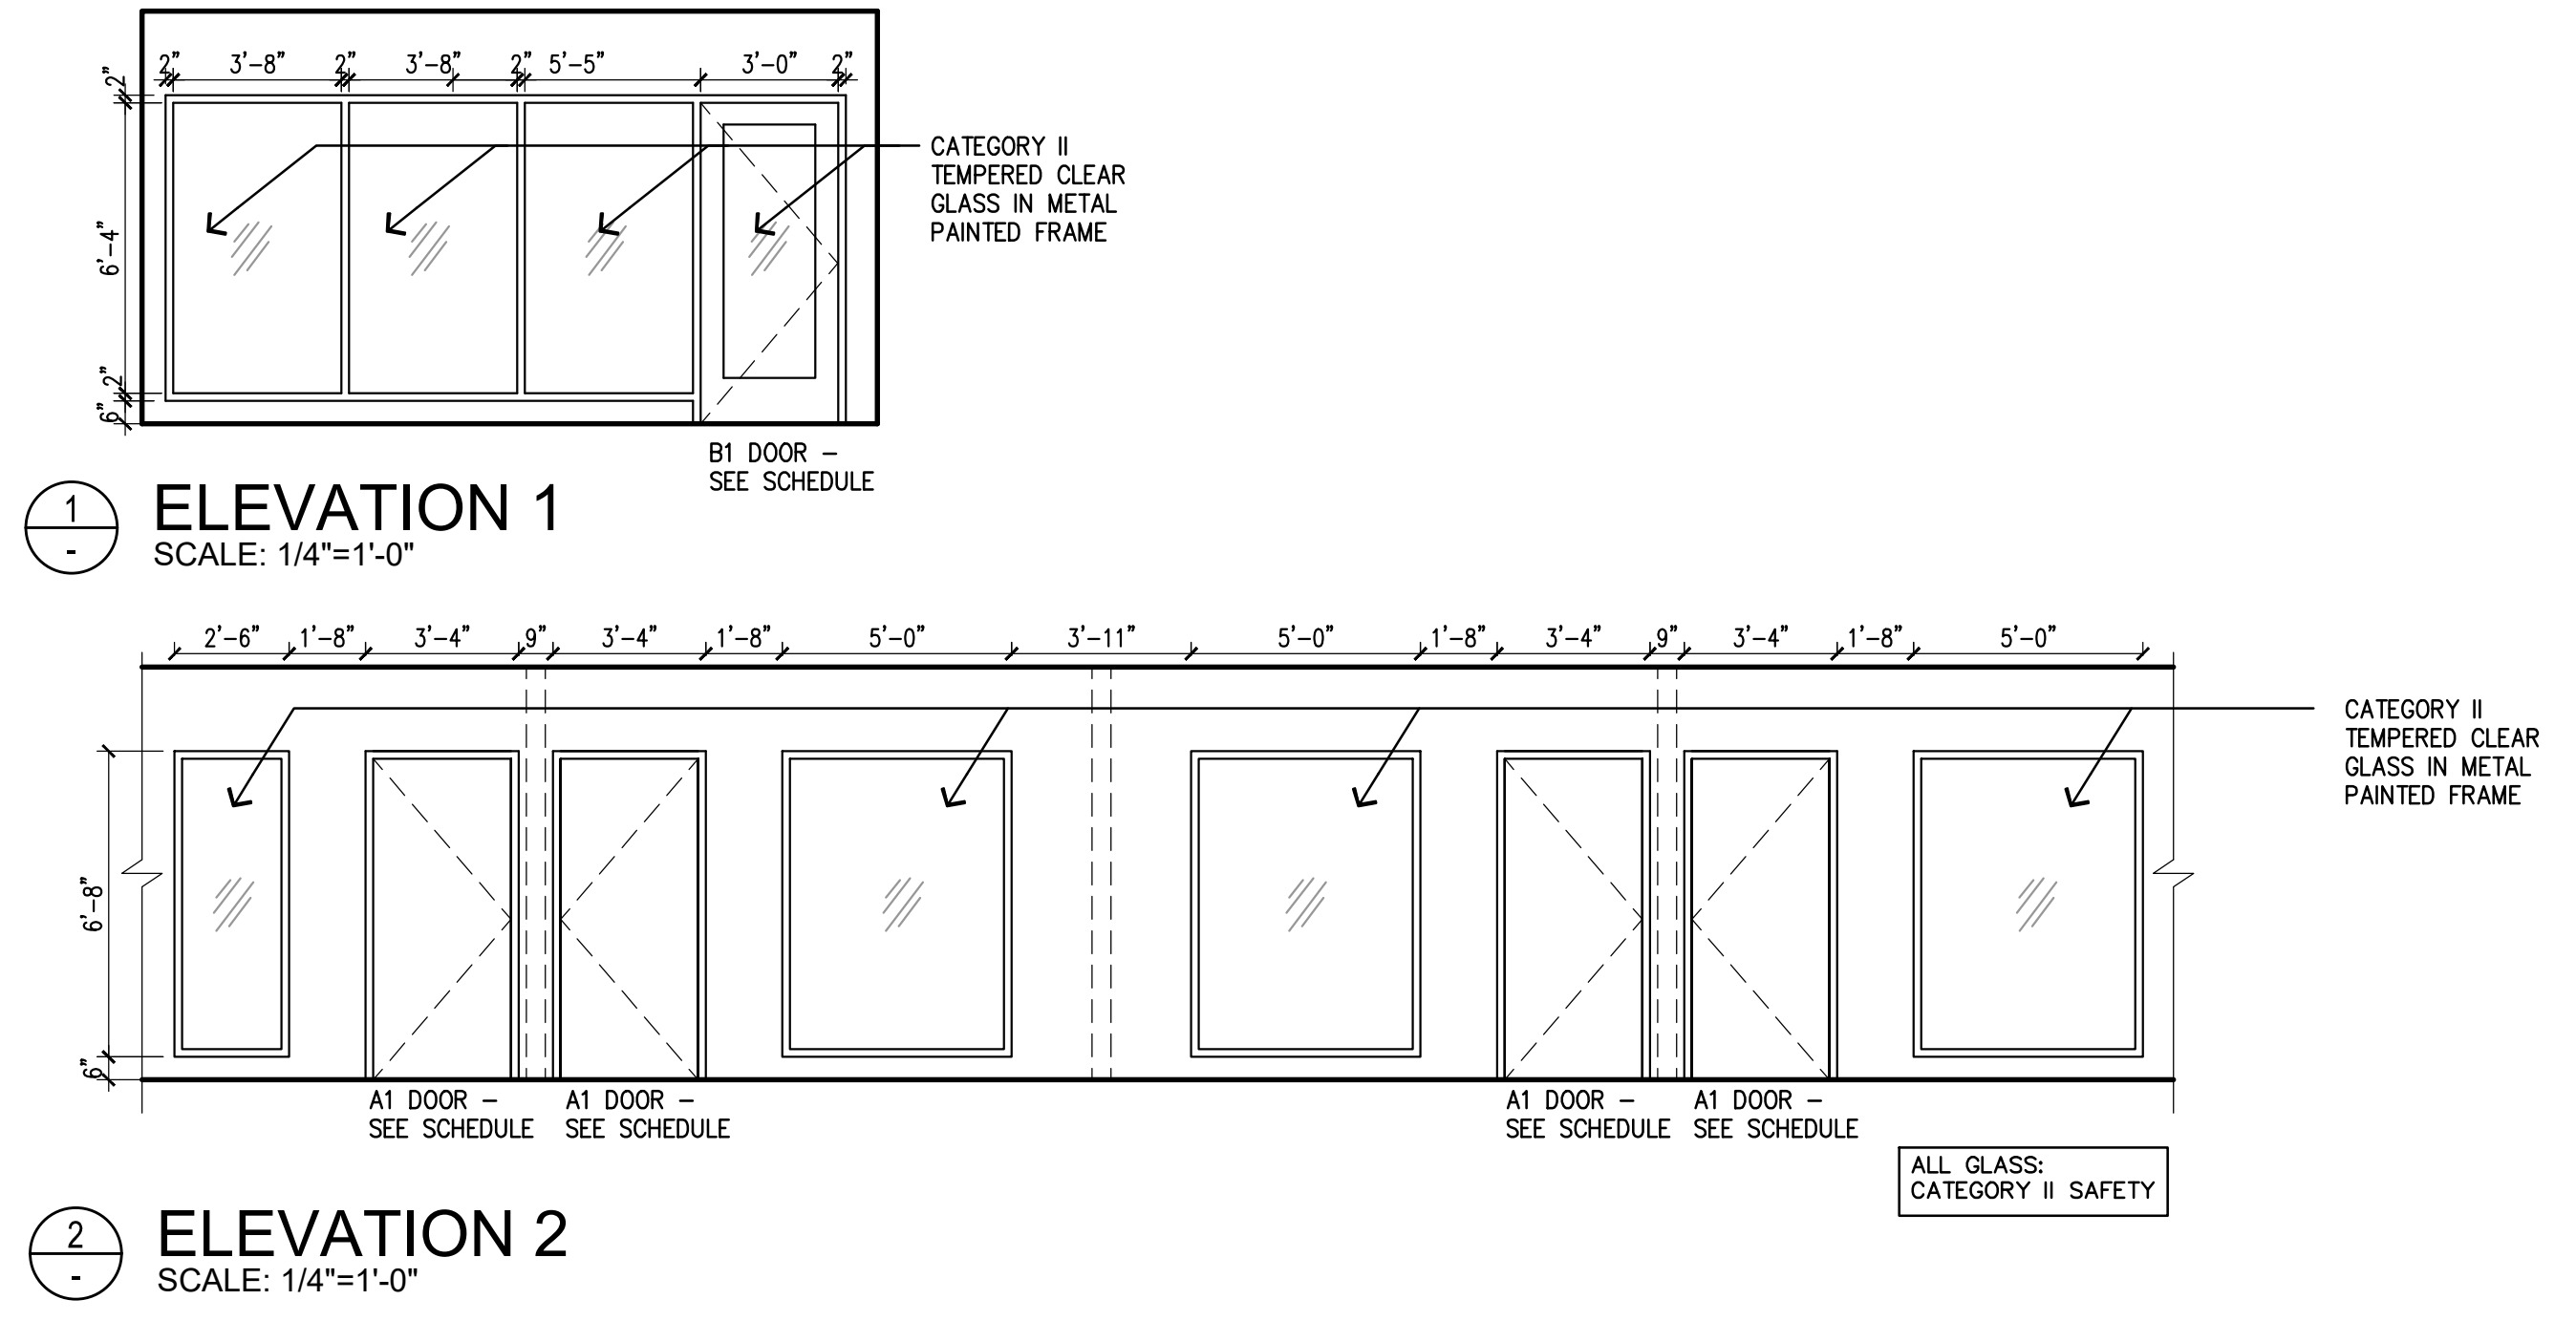 2” 3’–8” 2” 3’–8” 2” 5’–5” 3’–0” 2”
2”
6’–4”
2”
6”
CATEGORY II
TEMPERED CLEAR
GLASS IN METAL
PAINTED FRAME
B1 DOOR –
SEE SCHEDULE
1
-
ELEVATION 1
SCALE: 1/4"=1'-0"
2’–6” 1’–8” 3’–4” 9” 3’–4” 1’–8” 5’–0” 3’–11” 5’–0” 1’–8” 3’–4” 9” 3’–4” 1’–8” 5’–0”
CATEGORY II
TEMPERED CLEAR
GLASS IN METAL
PAINTED FRAME
6’–8”
6”
A1 DOOR –
SEE SCHEDULE
A1 DOOR –
SEE SCHEDULE
A1 DOOR –
SEE SCHEDULE
A1 DOOR –
SEE SCHEDULE
ALL GLASS:
CATEGORY II SAFETY
2
-
ELEVATION 2
SCALE: 1/4"=1'-0"